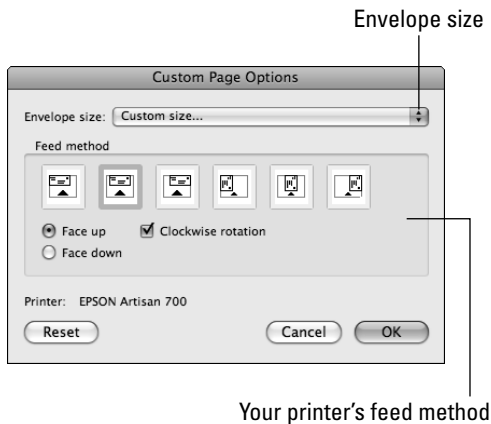 Envelope size
Custom Page Options
Envelope size: Custom size...
Feed method
Face up Clockwise rotation
Face down
Printer: EPSON Artisan 700
Reset Cancel OK
Your printer's feed method